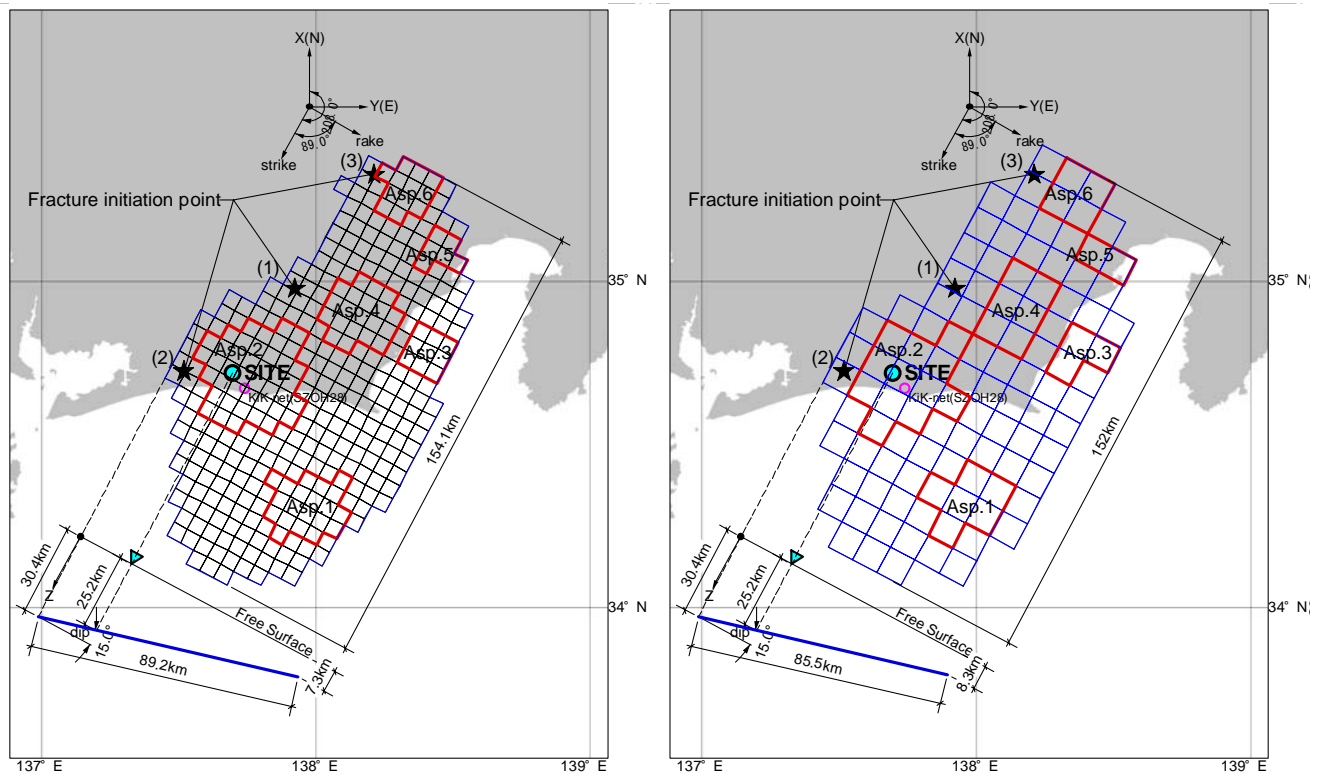 X(N)
Y(E)
208.0°
89.0°
rake
strike
(3)
Fracture initiation point
Asp.6
(1)
Asp.5
35° N
Asp.4
(2)
Asp.2
Asp.3
SITE
KiK-net(SZOH28)
154.1km
Asp.1
30.4km
25.2km
Z
Free Surface
34° N
dip
15.0°
89.2km
7.3km
137° E
138° E
139° E
X(N)
Y(E)
208.0°
89.0°
rake
strike
(3)
Fracture initiation point
Asp.6
(1)
Asp.5
35° N
Asp.4
(2)
Asp.2
Asp.3
SITE
KiK-net(SZOH28)
152km
Asp.1
30.4km
25.2km
Z
Free Surface
34° N
dip
15.0°
85.5km
8.3km
137° E
138° E
139° E